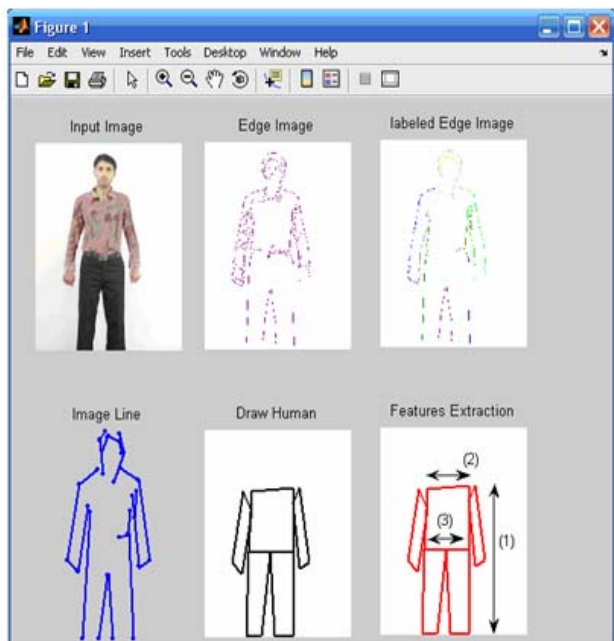 Figure 1
File Edit View Insert Tools Desktop Window Help
Input Image
Edge Image
labeled Edge Image
Image Line
Draw Human
Features Extraction
(2)
(3)
(1)